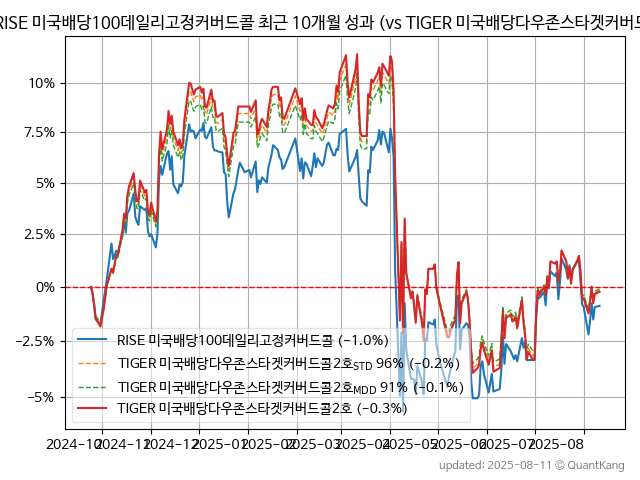 RISE 미국배당100데일리고정커버드콜 최근 10개월 성과 (vs TIGER 미국배당다우존스타겟커버드
10%
7.5%
5%
2.5%
0%
−2.5%
−5%
RISE 미국배당100데일리고정커버드콜 (−1.0%)
TIGER 미국배당다우존스타겟커버드콜2호STD 96% (−0.2%)
TIGER 미국배당다우존스타겟커버드콜2호MDD 91% (−0.1%)
TIGER 미국배당다우존스타겟커버드콜2호 (−0.3%)
2024-10 2024-11 2024-12 2025-01 2025-02 2025-03 2025-04 2025-05 2025-06 2025-07 2025-08
updated: 2025-08-11 © QuantKang